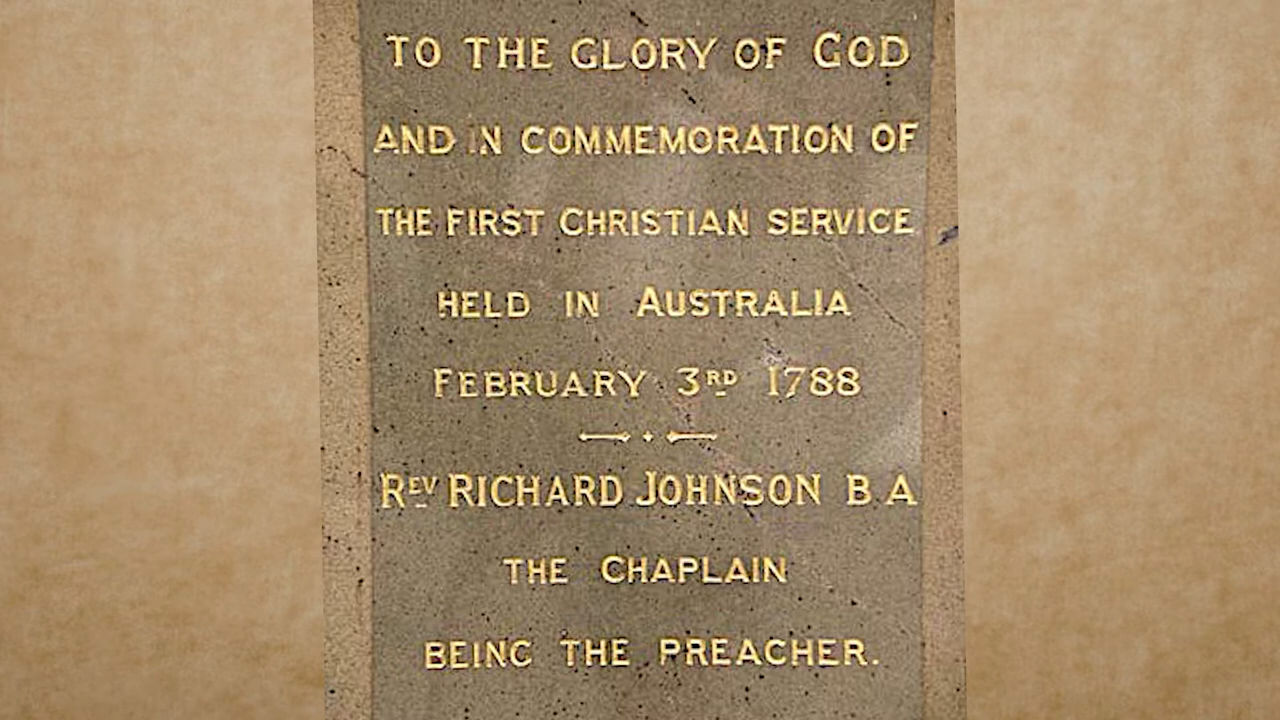 TO THE GLORY OF GOD
AND IN COMMEMORATION OF
THE FIRST CHRISTIAN SERVICE
HELD IN AUSTRALIA
FEBRUARY 3RD 1788
REV RICHARD JOHNSON B A
THE CHAPLAIN
BEING THE PREACHER.